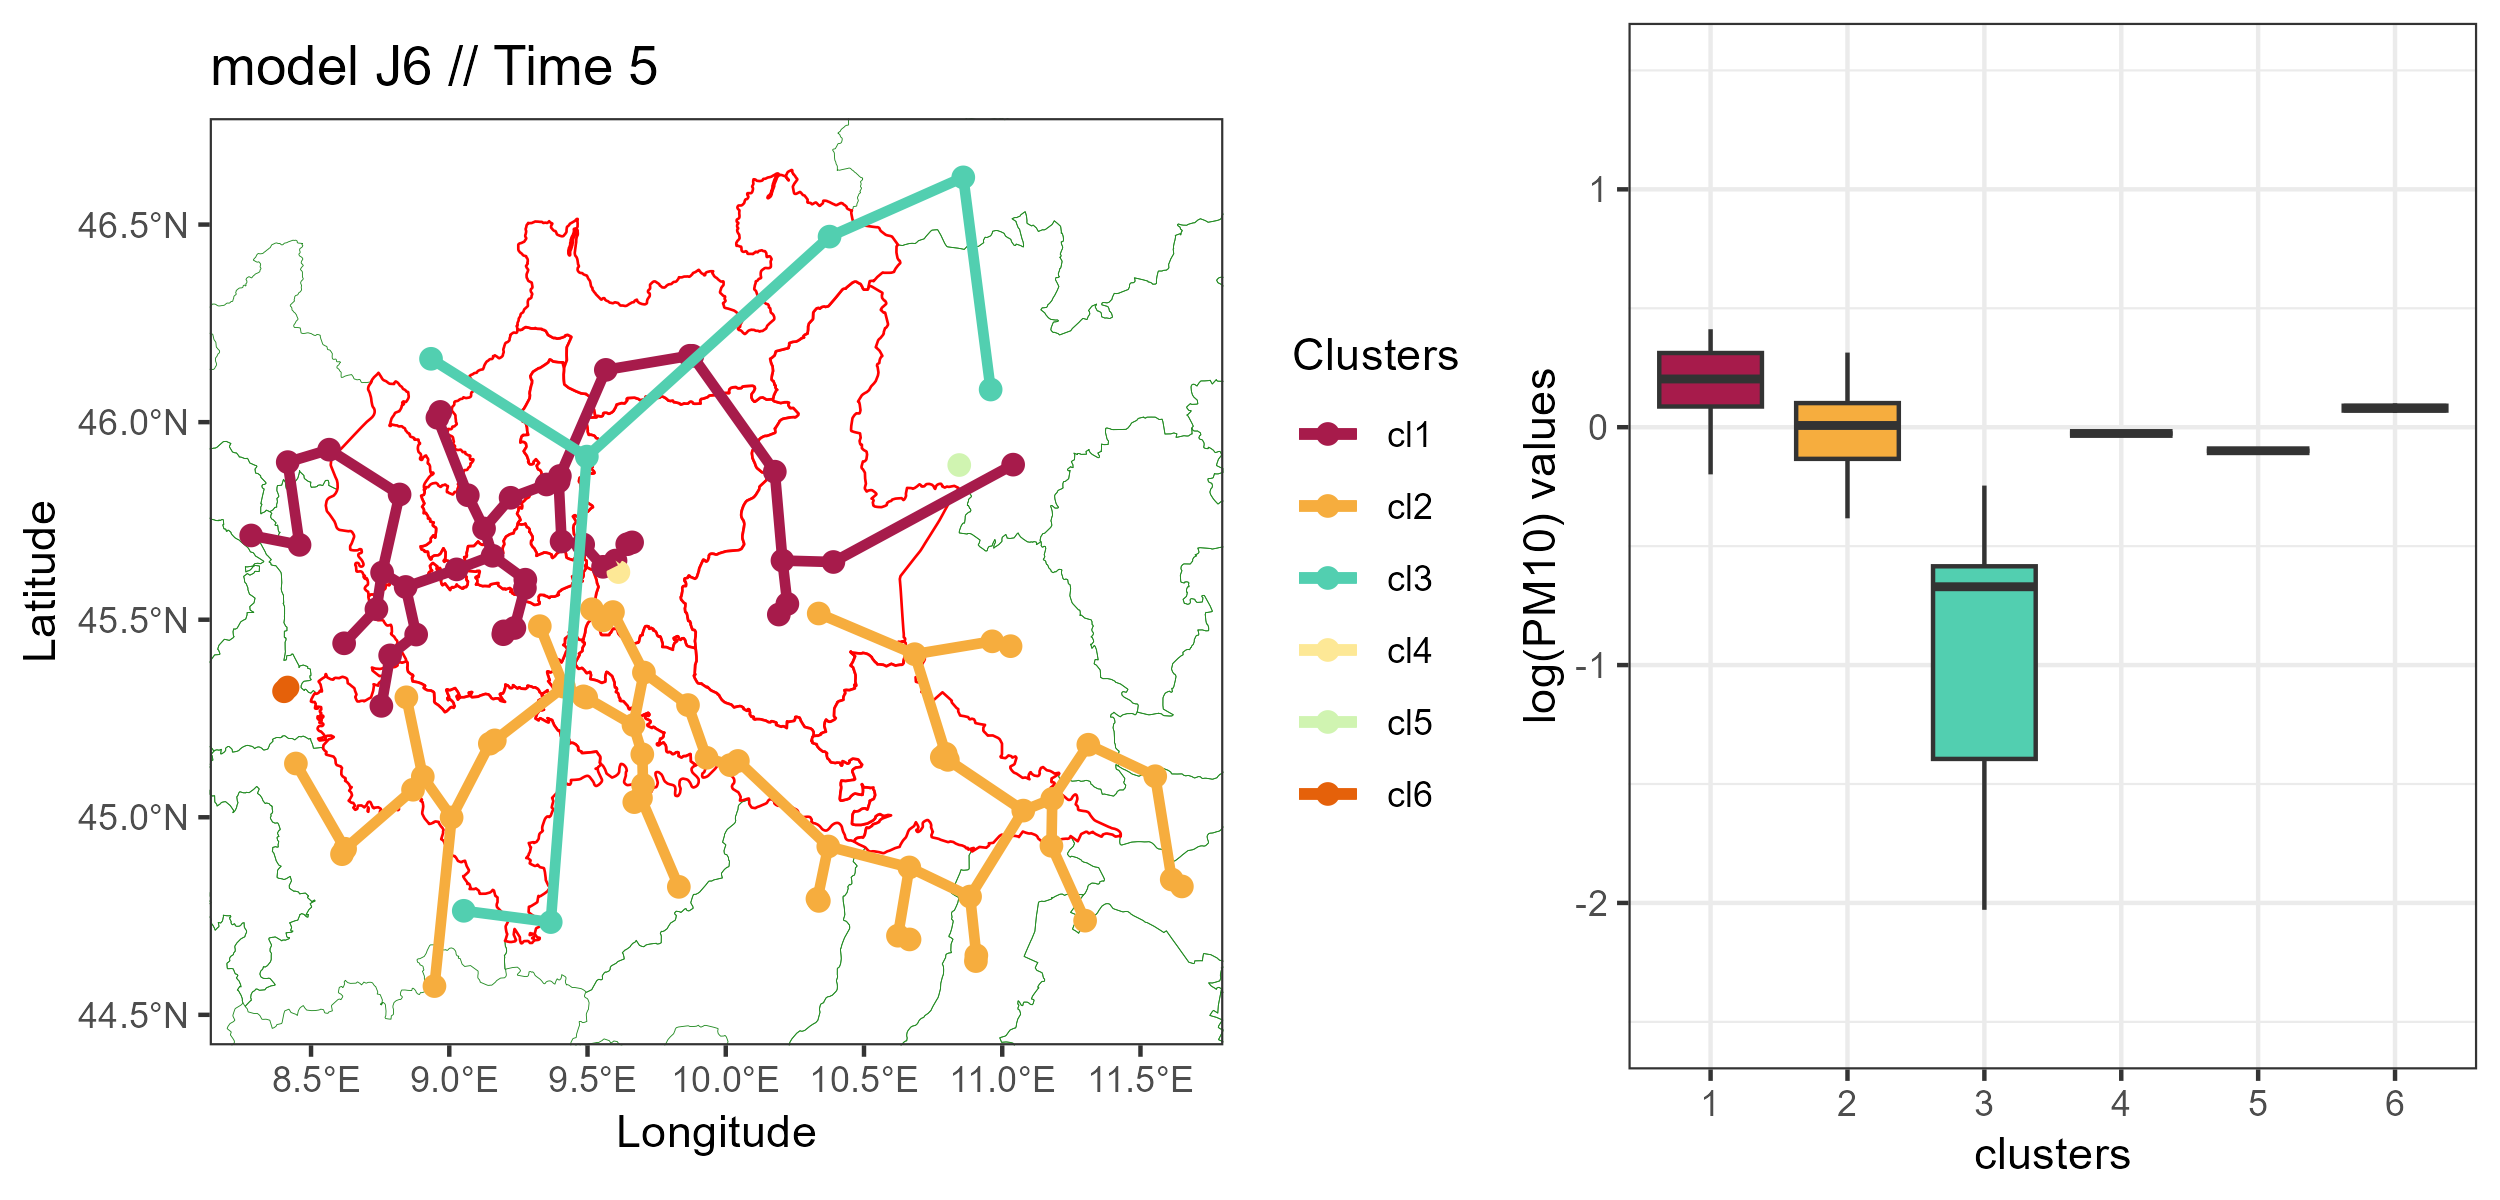 model J6 // Time 5
Latitude
46.5°N
46.0°N
45.5°N
45.0°N
44.5°N
8.5°E 9.0°E 9.5°E 10.0°E 10.5°E 11.0°E 11.5°E
Longitude
Clusters
cl1
cl2
cl3
cl4
cl5
cl6
log(PM10) values
1
0
-1
-2
1 2 3 4 5 6
clusters